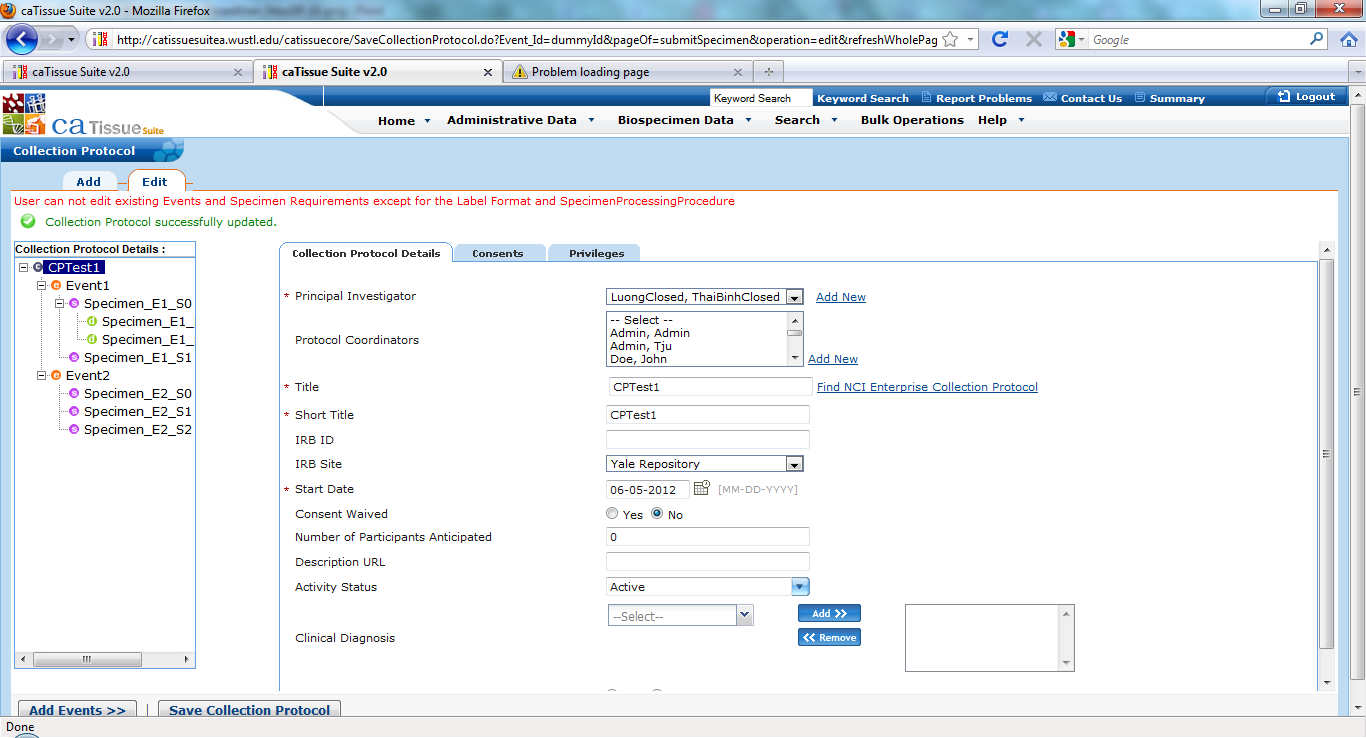 caTissue Suite v2.0 - Mozilla Firefox
http://catissuesuitea.wustl.edu/catissuecore/SaveCollectionProtocol.do?Event_Id=dummyId&pageOf=submitSpecimen&operation=edit&refreshWholePag
Google
caTissue Suite v2.0
caTissue Suite v2.0
Problem loading page
Keyword Search
Keyword Search
Report Problems
Contact Us
Summary
Logout
ca Tissue Suite
Home
Administrative Data
Biospecimen Data
Search
Bulk Operations
Help
Collection Protocol
Add
Edit
User can not edit existing Events and Specimen Requirements except for the Label Format and SpecimenProcessingProcedure
Collection Protocol successfully updated.
Collection Protocol Details :
c CPTest1
e Event1
s Specimen_E1_S0
d Specimen_E1_
d Specimen_E1_
s Specimen_E1_S1
e Event2
s Specimen_E2_S0
s Specimen_E2_S1
s Specimen_E2_S2
Collection Protocol Details
Consents
Privileges
* Principal Investigator
LuongClosed, ThaiBinhClosed
Add New
Protocol Coordinators
-- Select --
Admin, Admin
Admin, Tju
Doe, John
Add New
* Title
CPTest1
Find NCI Enterprise Collection Protocol
* Short Title
CPTest1
IRB ID
IRB Site
Yale Repository
* Start Date
06-05-2012
[MM-DD-YYYY]
Consent Waived
Yes
No
Number of Participants Anticipated
0
Description URL
Activity Status
Active
Clinical Diagnosis
--Select--
Add >>
<< Remove
Add Events >>
|
Save Collection Protocol
Done